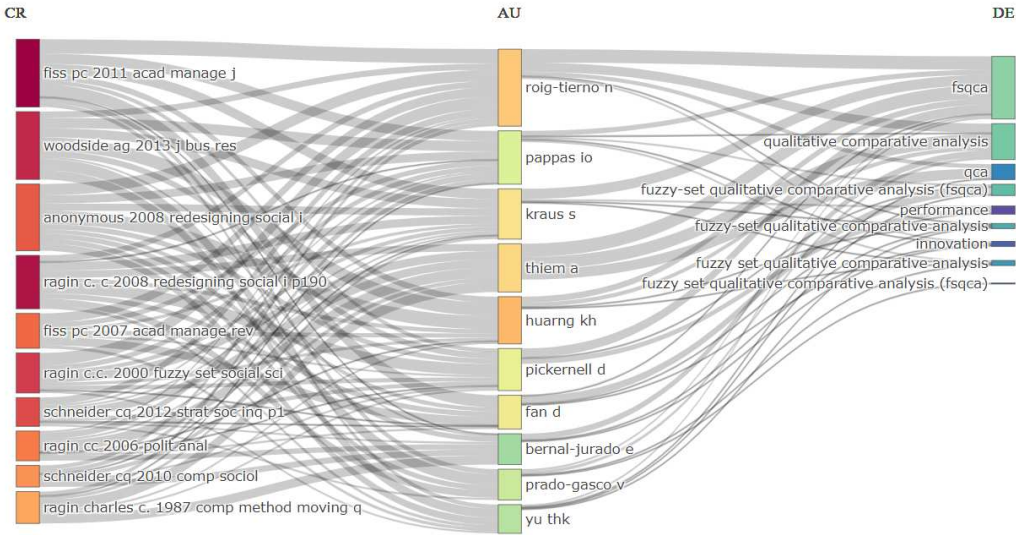 CR
AU
DE
fiss pc 2011 acad manage j
woodside ag 2013 j bus res
anonymous 2008 redesigning social i
ragin c. c 2008 redesigning social i p190
fiss pc 2007 acad manage rev
ragin c.c. 2000 fuzzy set social sci
schneider cq 2012 strat soc inq p1
ragin cc 2006 polit anal
schneider cq 2010 comp sociol
ragin charles c. 1987 comp method moving q
roig-tierno n
pappas io
kraus s
thiem a
huarng kh
pickernell d
fan d
bernal-jurado e
prado-gasco v
yu thk
fsqca
qualitative comparative analysis
qca
fuzzy-set qualitative comparative analysis (fsqca)
performance
fuzzy-set qualitative comparative analysis
innovation
fuzzy set qualitative comparative analysis
fuzzy set qualitative comparative analysis (fsqca)